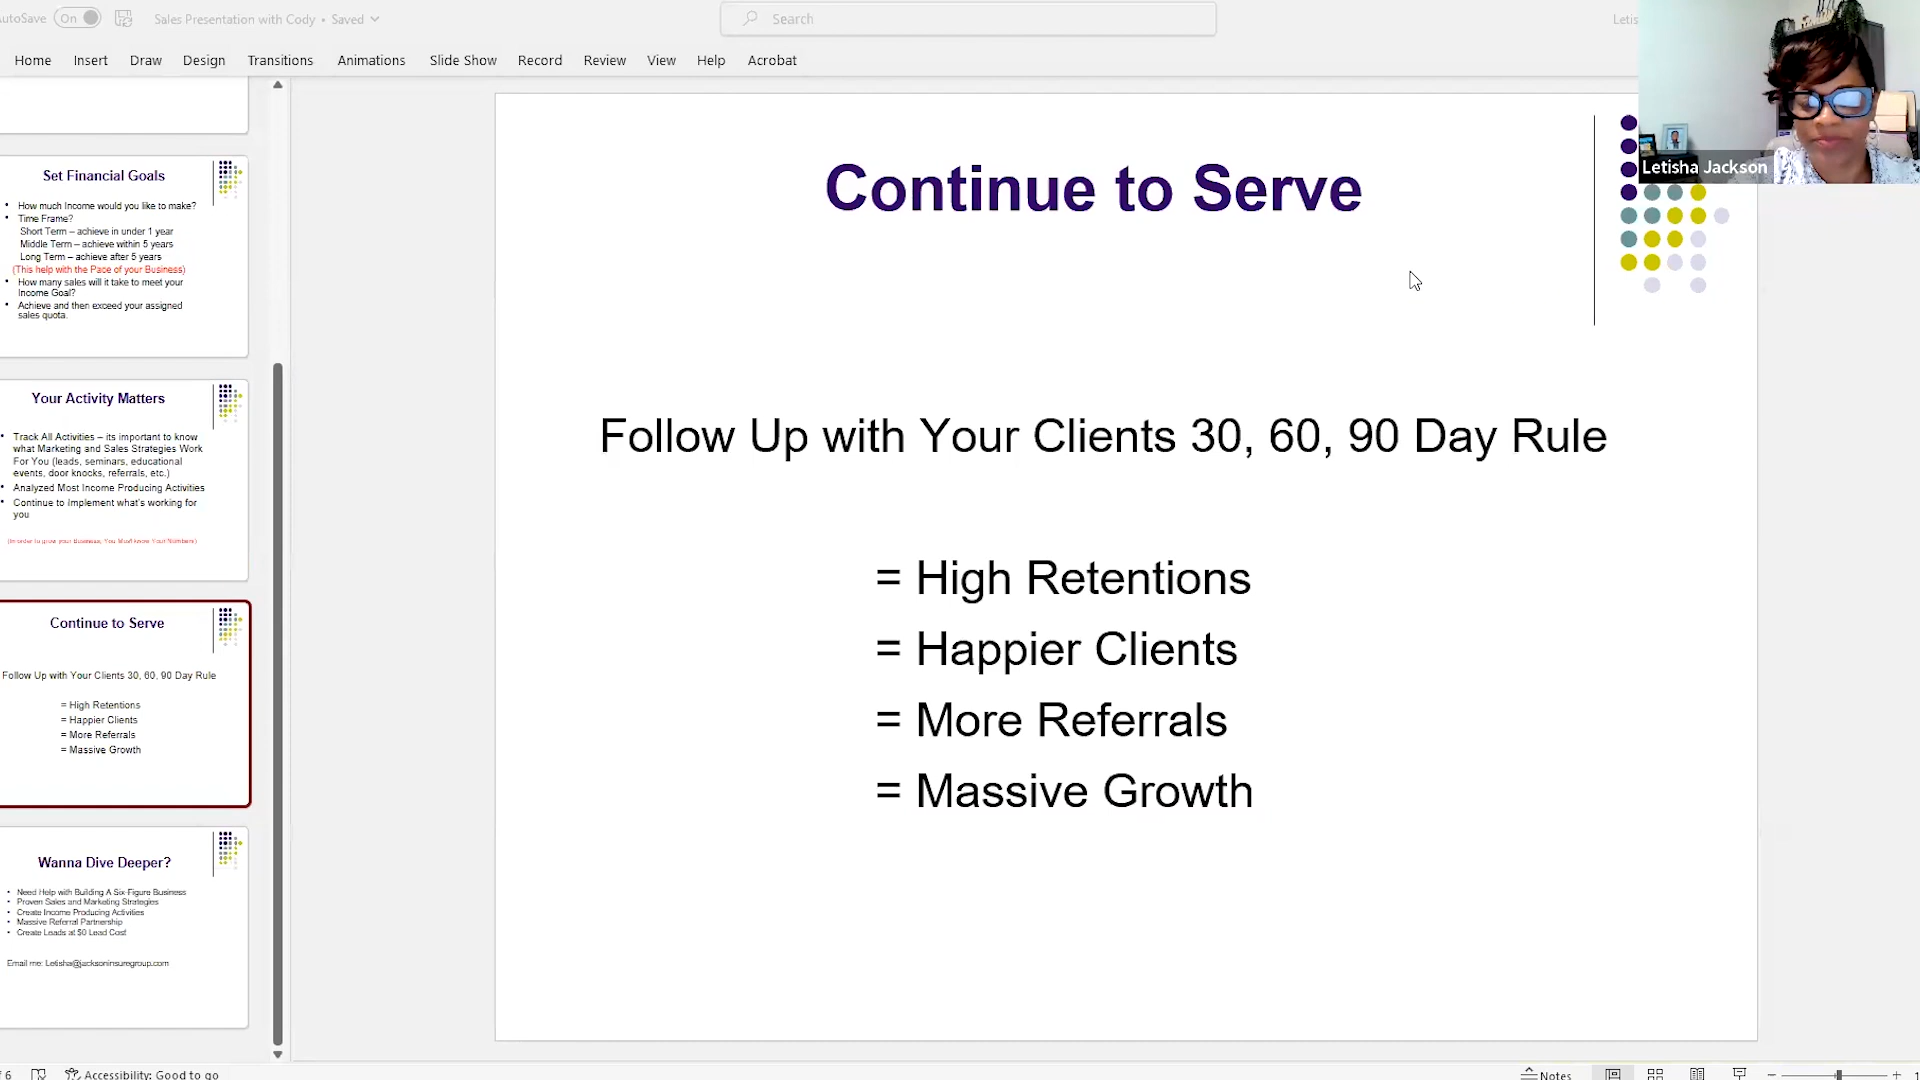 AutoSave On Sales Presentation with Cody • Saved Search
Home Insert Draw Design Transitions Animations Slide Show Record Review View Help Acrobat
Letisha Jackson
Set Financial Goals
• How much Income would you like to make?
• Time Frame?
Short Term – achieve in under 1 year
Middle Term – achieve within 5 years
Long Term – achieve after 5 years
(This help with the Pace of your Business)
• How many sales will it take to meet your
Income Goal?
• Achieve and then exceed your assigned
sales quota.
Your Activity Matters
• Track All Activities – its important to know
what Marketing and Sales Strategies Work
For You (leads, seminars, educational
events, door knocks, referrals, etc.)
• Analyzed Most Income Producing Activities
• Continue to Implement what's working for
you
(In order to grow your Business, You Must know Your Numbers)
Continue to Serve
Follow Up with Your Clients 30, 60, 90 Day Rule
= High Retentions
= Happier Clients
= More Referrals
= Massive Growth
Wanna Dive Deeper?
• Need Help with Building A Six-Figure Business
• Proven Sales and Marketing Strategies
• Create Income Producing Activities
• Massive Referral Partnership
• Create Leads at $0 Lead Cost
Email me: Letisha@jacksoninsuregroup.com
Continue to Serve
Follow Up with Your Clients 30, 60, 90 Day Rule
= High Retentions
= Happier Clients
= More Referrals
= Massive Growth
6 Accessibility: Good to go Notes